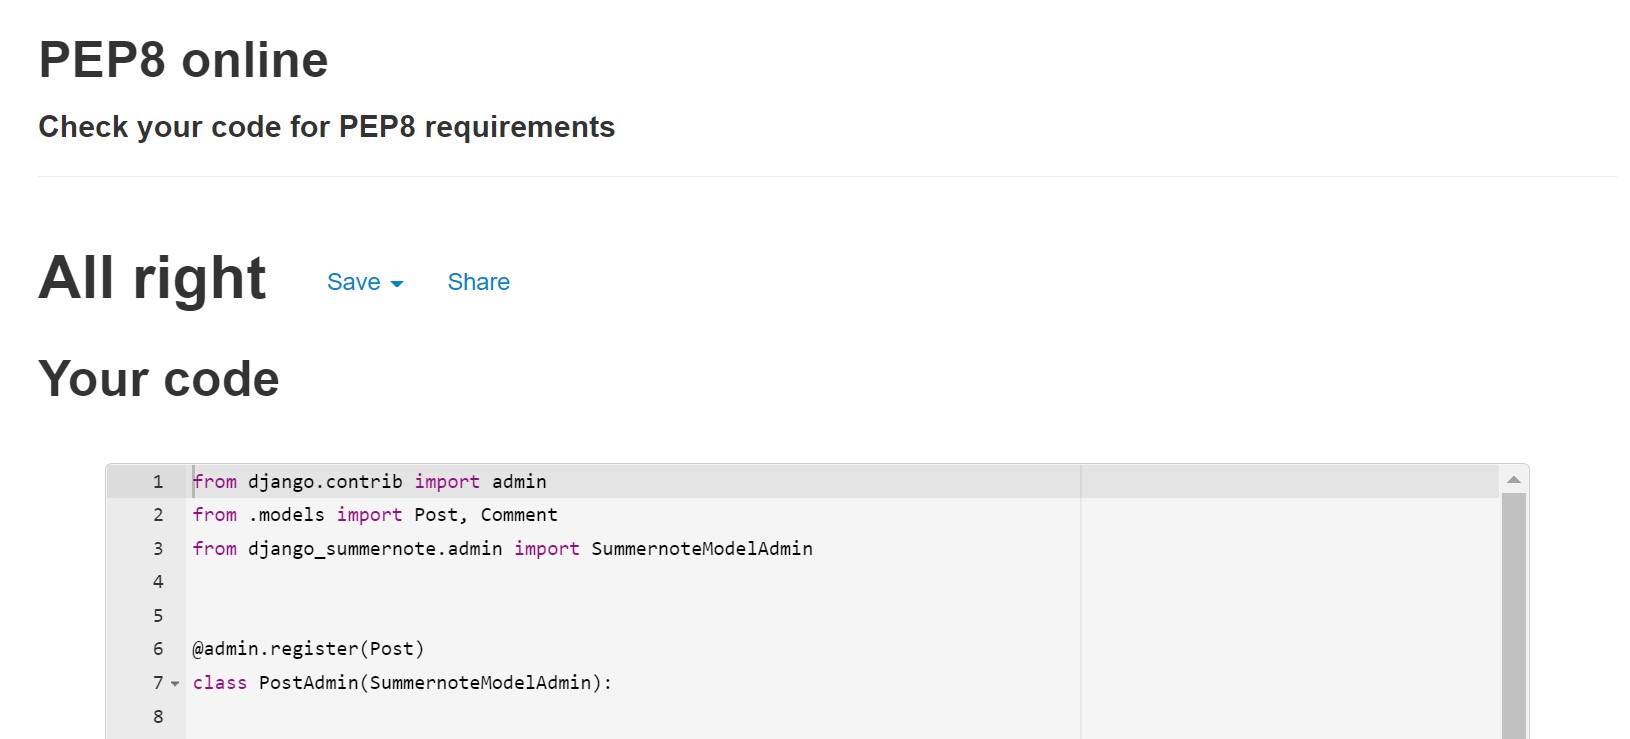 PEP8 online
Check your code for PEP8 requirements
All right Save Share
Your code
1 from django.contrib import admin
2 from .models import Post, Comment
3 from django_summernote.admin import SummernoteModelAdmin
4
5
6 @admin.register(Post)
7 class PostAdmin(SummernoteModelAdmin):
8